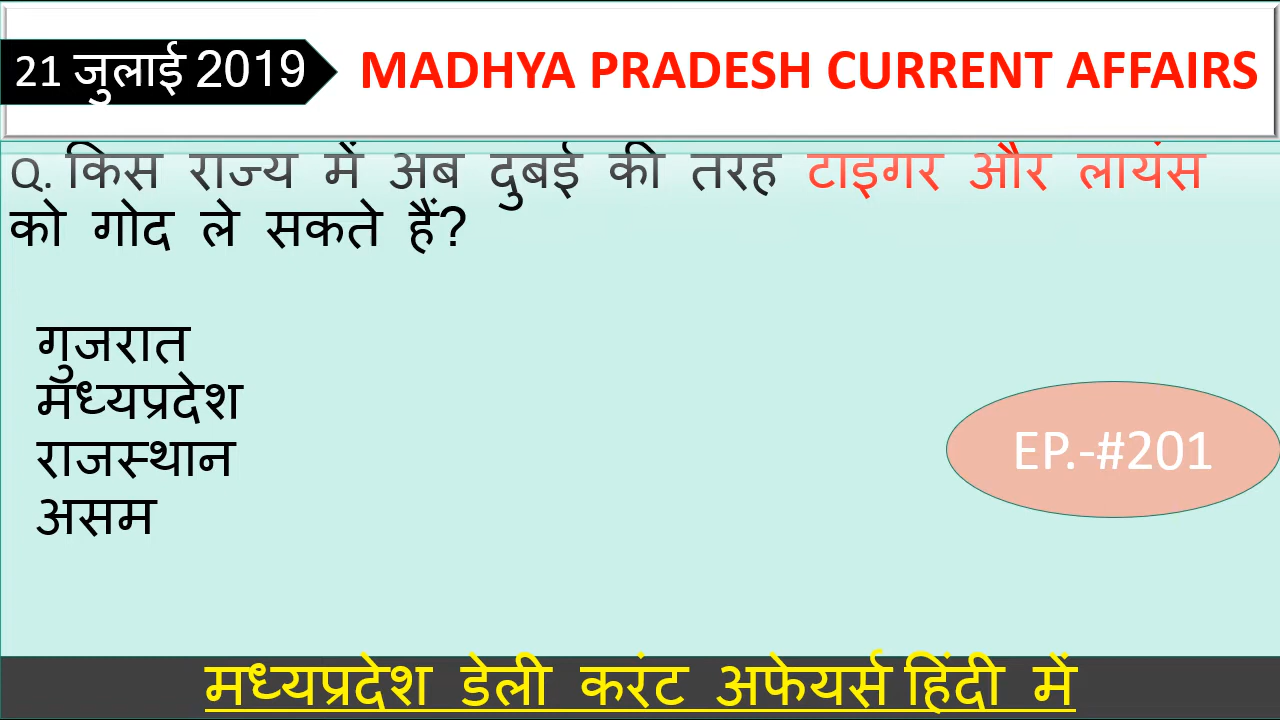 21 जुलाई 2019
MADHYA PRADESH CURRENT AFFAIRS
Q. किस राज्य में अब दुबई की तरह टाइगर और लायंस
को गोद ले सकते हैं?
गुजरात
मध्यप्रदेश
राजस्थान
असम
EP.-#201
मध्यप्रदेश डेली करंट अफेयर्स हिंदी में